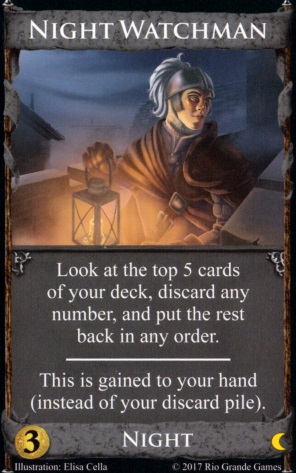 NIGHT WATCHMAN
Look at the top 5 cards
of your deck, discard any
number, and put the rest
back in any order.
This is gained to your hand
(instead of your discard pile).
3
NIGHT
Illustration: Elisa Cella
© 2017 Rio Grande Games